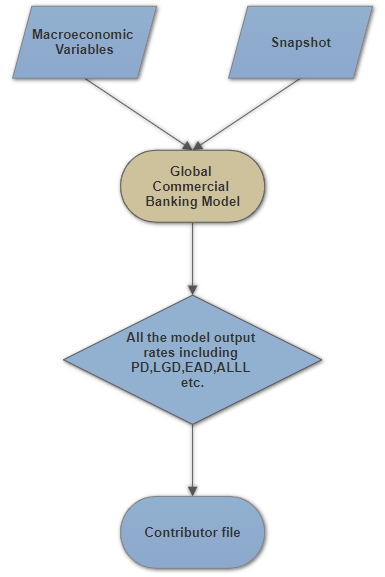 Macroeconomic
Variables
Snapshot
Global
Commercial
Banking Model
All the model output
rates including
PD,LGD,EAD,ALLL
etc.
Contributor file